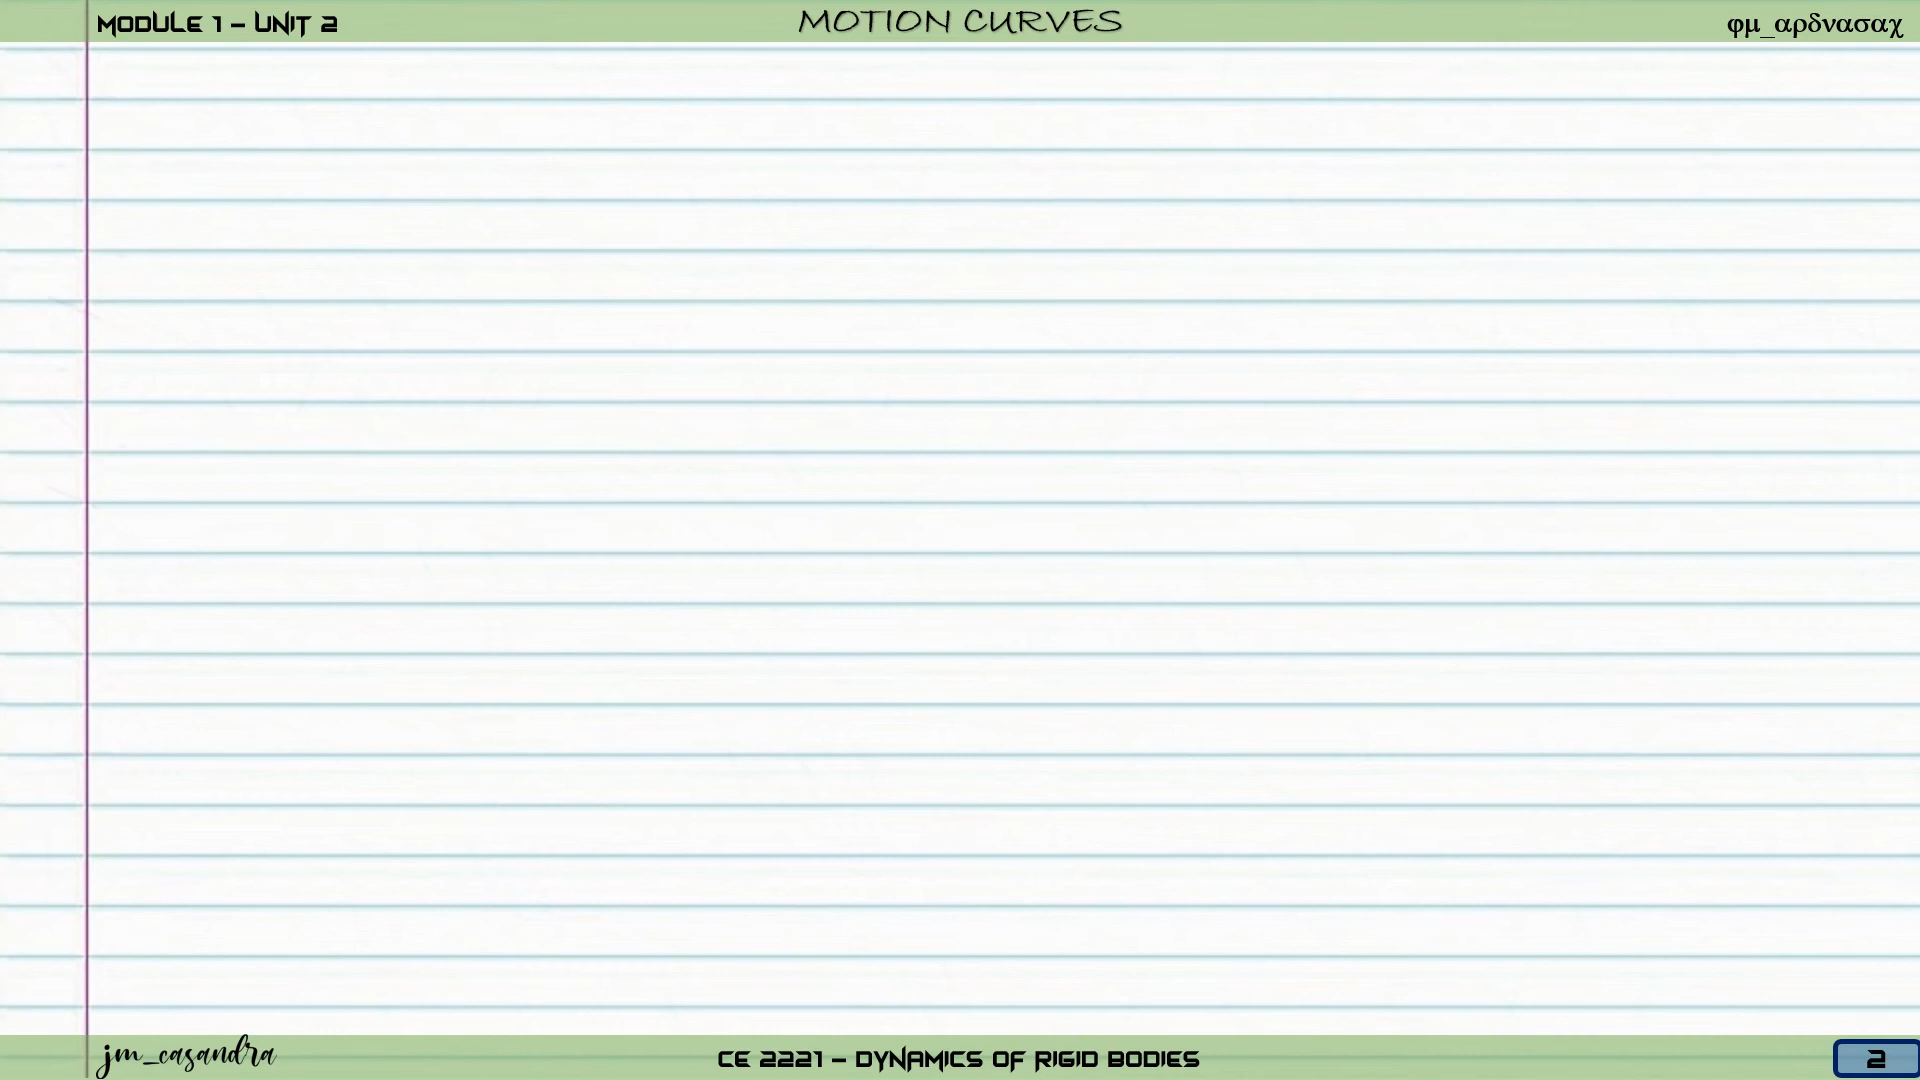 MODULE 1 – UNIT 2
MOTION CURVES
φμ_αρδνασαχ
jm_casandra
CE 2221 – DYNAMICS OF RIGID BODIES
2